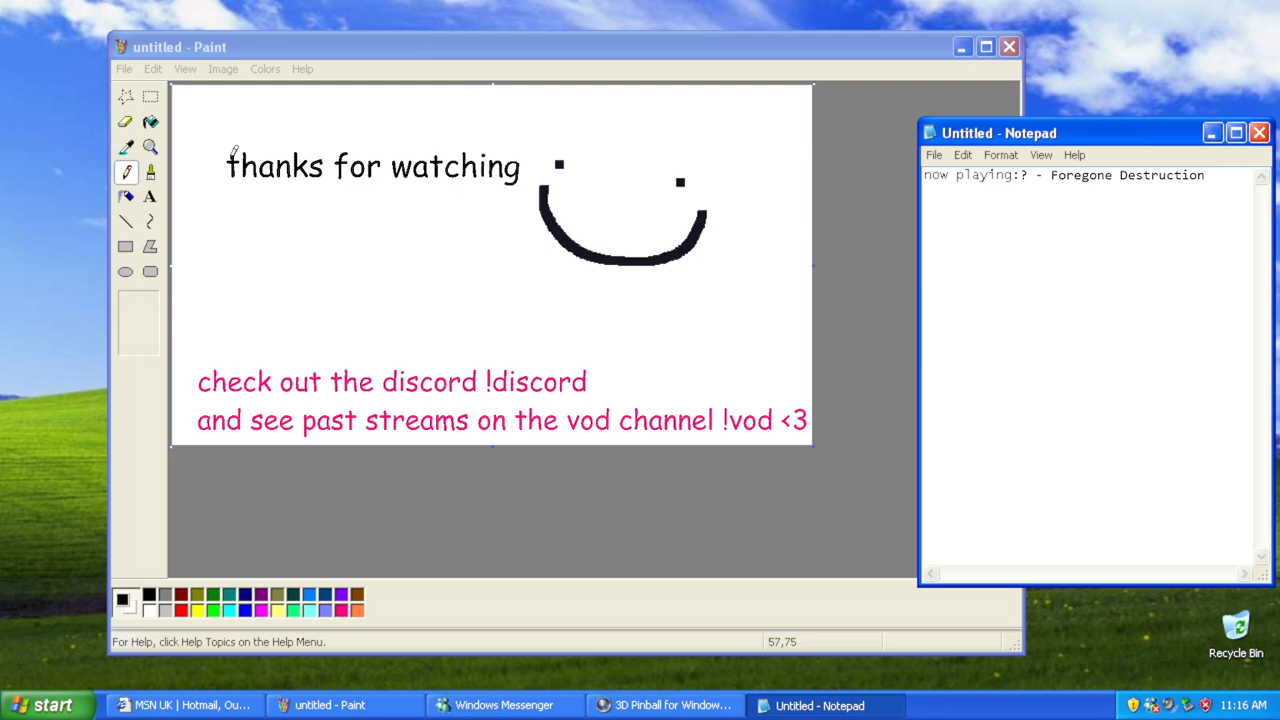 untitled - Paint
File Edit View Image Colors Help
thanks for watching
check out the discord !discord
and see past streams on the vod channel !vod <3
For Help, click Help Topics on the Help Menu.
57,75
Untitled - Notepad
File Edit Format View Help
now playing:? - Foregone Destruction
Recycle Bin
start
MSN UK | Hotmail, Ou...
untitled - Paint
Windows Messenger
3D Pinball for Window...
Untitled - Notepad
11:16 AM